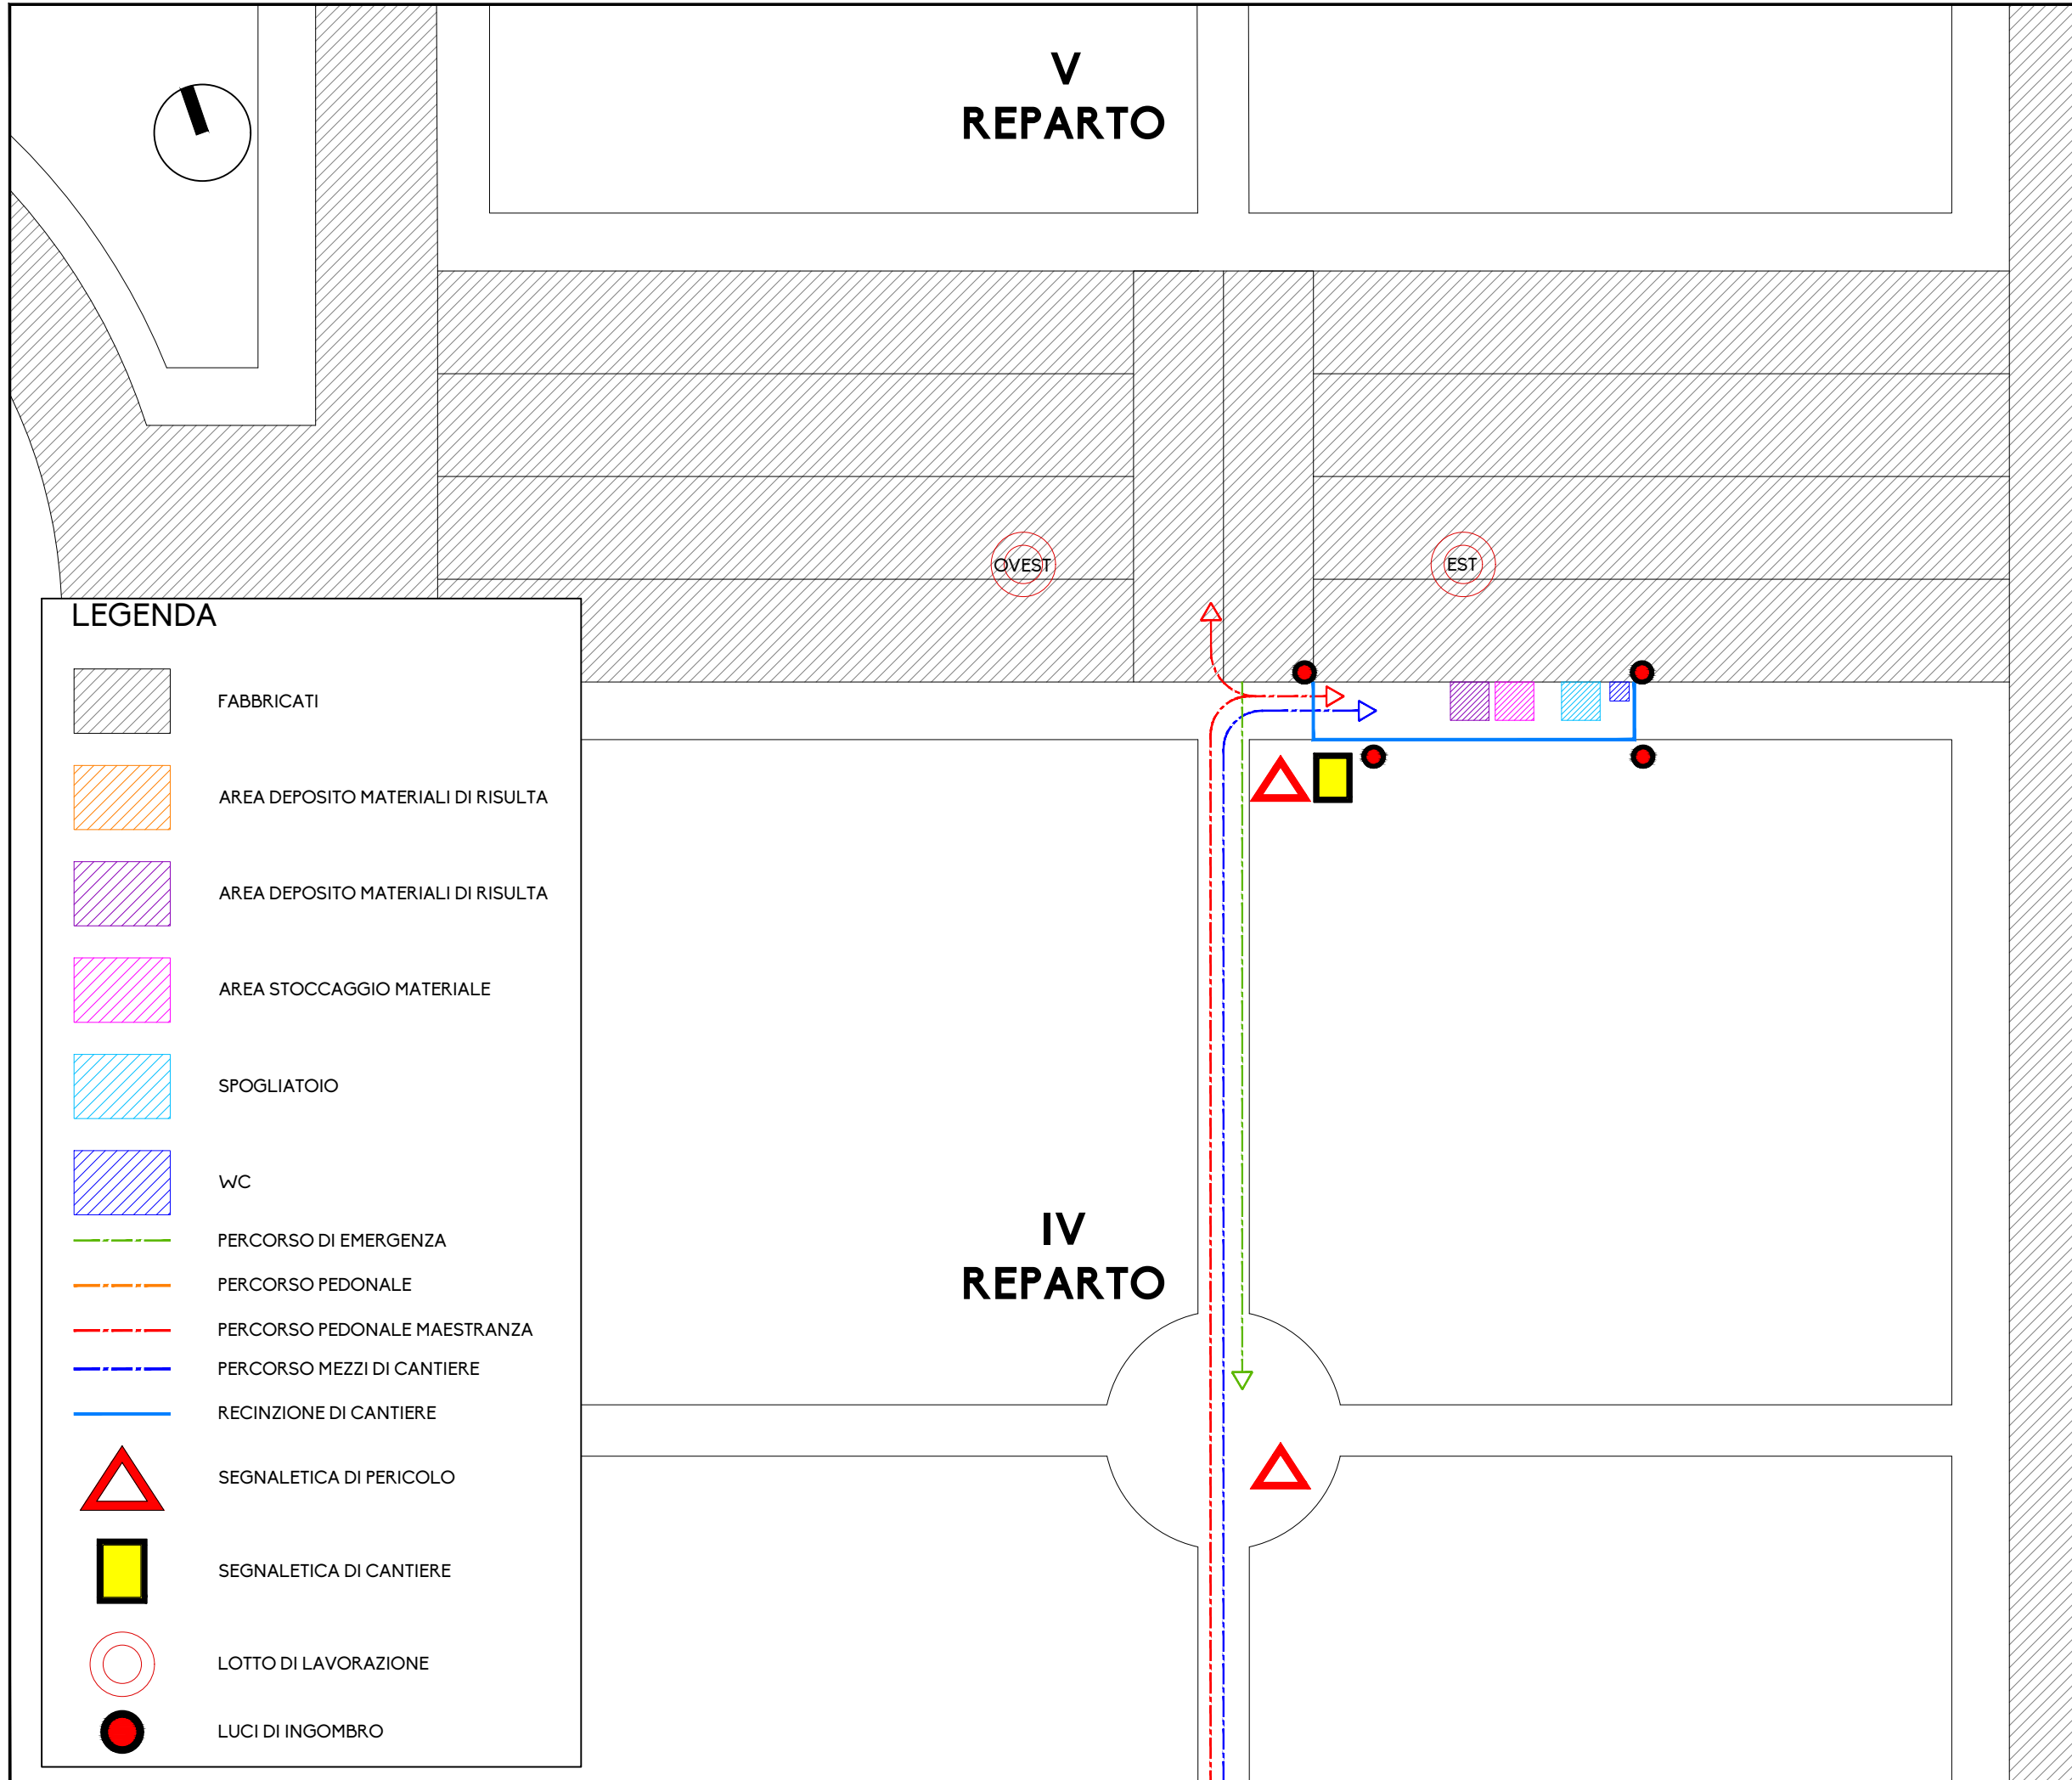 V
REPARTO
OVEST
EST
LEGENDA
FABBRICATI
AREA DEPOSITO MATERIALI DI RISULTA
AREA DEPOSITO MATERIALI DI RISULTA
AREA STOCCAGGIO MATERIALE
SPOGLIATOIO
WC
PERCORSO DI EMERGENZA
PERCORSO PEDONALE
PERCORSO PEDONALE MAESTRANZA
PERCORSO MEZZI DI CANTIERE
RECINZIONE DI CANTIERE
SEGNALETICA DI PERICOLO
SEGNALETICA DI CANTIERE
LOTTO DI LAVORAZIONE
LUCI DI INGOMBRO
IV
REPARTO